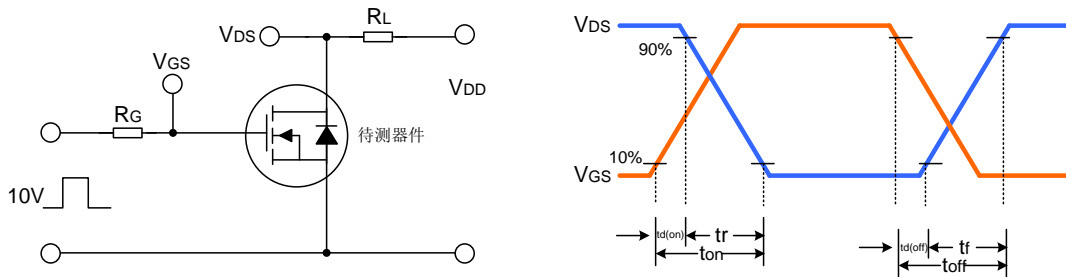 VDS
RL
VGS
VDD
RG
待测器件
10V
VDS
90%
10%
VGS
td(on)
tr
ton
td(off)
tf
toff